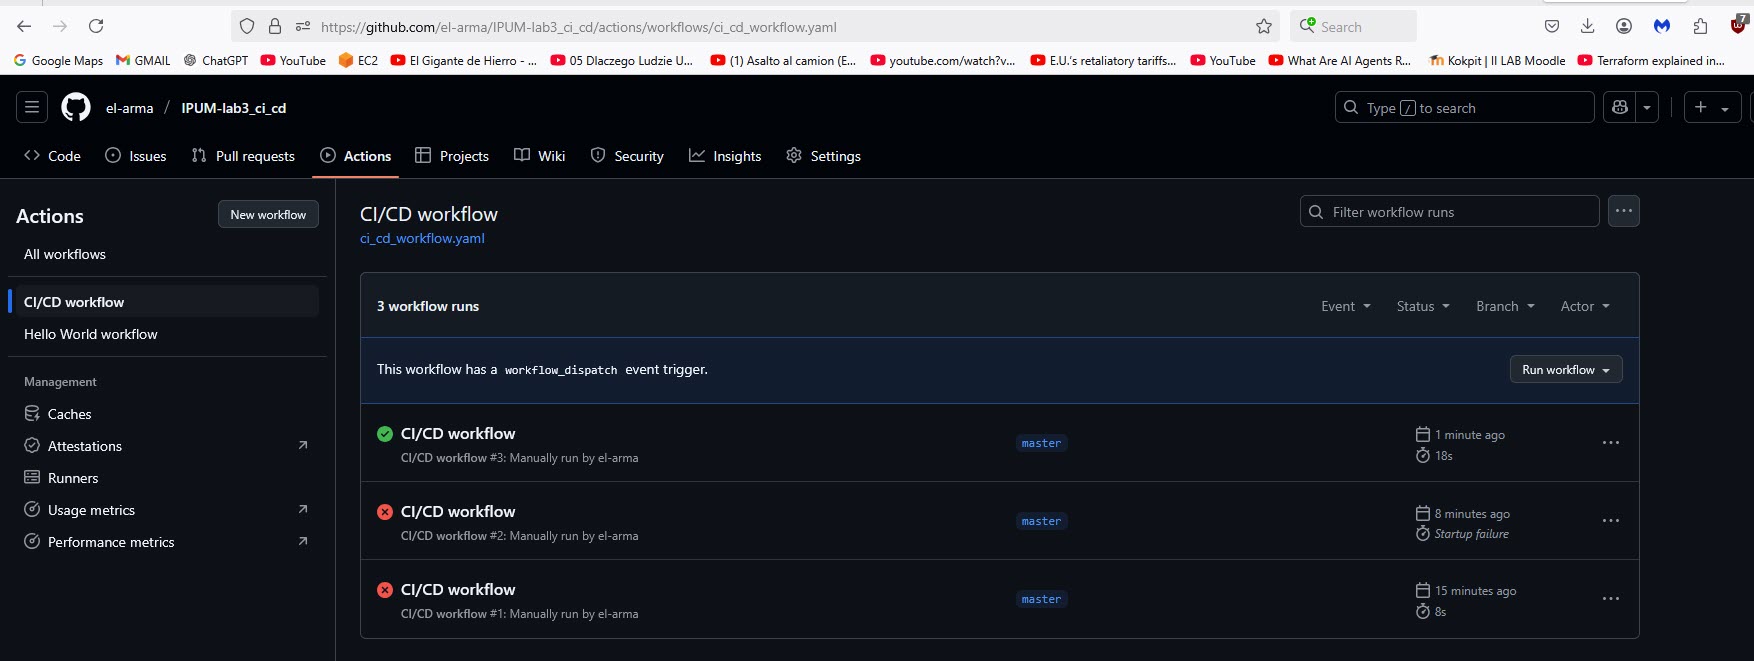 https://github.com/el-arma/IPUM-lab3_ci_cd/actions/workflows/ci_cd_workflow.yaml
Search
7
Google Maps GMAIL ChatGPT YouTube EC2 El Gigante de Hierro - ... 05 Dlaczego Ludzie U... (1) Asalto al camion (E... youtube.com/watch?v... E.U.'s retaliatory tariffs... YouTube What Are AI Agents R... Kokpit | II LAB Moodle Terraform explained in...
el-arma / IPUM-lab3_ci_cd
Type / to search
Code Issues Pull requests Actions Projects Wiki Security Insights Settings
Actions
New workflow
All workflows
CI/CD workflow
Hello World workflow
Management
Caches
Attestations
Runners
Usage metrics
Performance metrics
CI/CD workflow
ci_cd_workflow.yaml
Filter workflow runs
3 workflow runs
Event Status Branch Actor
This workflow has a workflow_dispatch event trigger.
Run workflow
CI/CD workflow
CI/CD workflow #3: Manually run by el-arma
master
1 minute ago
18s
CI/CD workflow
CI/CD workflow #2: Manually run by el-arma
master
8 minutes ago
Startup failure
CI/CD workflow
CI/CD workflow #1: Manually run by el-arma
master
15 minutes ago
8s